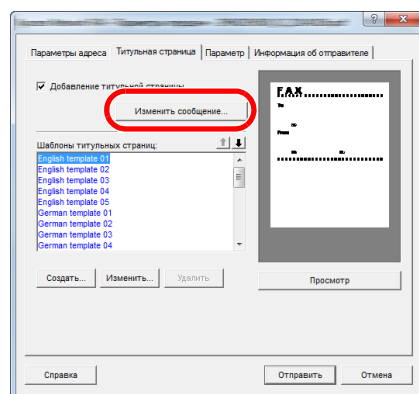 Параметры адреса Титульная страница Параметр Информация об отправителе
Добавление титульной страницы
Изменить сообщение...
Шаблоны титульных страниц:
English template 01
English template 02
English template 03
English template 04
English template 05
German template 01
German template 02
German template 03
German template 04
Создать... Изменить... Удалить
FAX
To
From
Просмотр
Справка Отправить Отмена